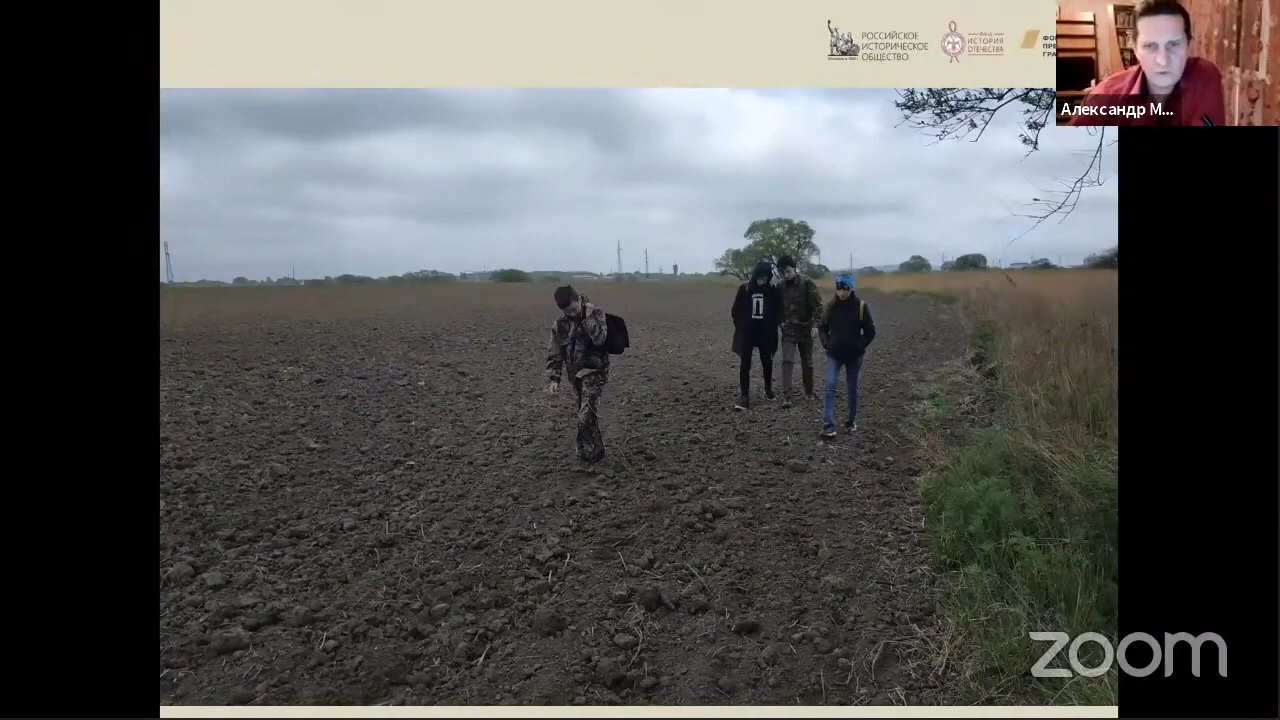 РОССИЙСКОЕ
ИСТОРИЧЕСКОЕ
ОБЩЕСТВО
ФОНД
ИСТОРИЯ
ОТЕЧЕСТВА
Александр М...
П
zoom